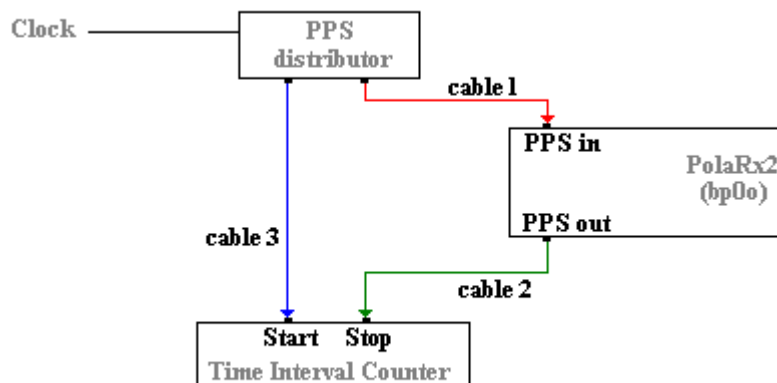 Clock
PPS
distributor
cable 1
PPS in
PolaRx2
(bp0o)
PPS out
cable 3
cable 2
Start
Stop
Time Interval Counter